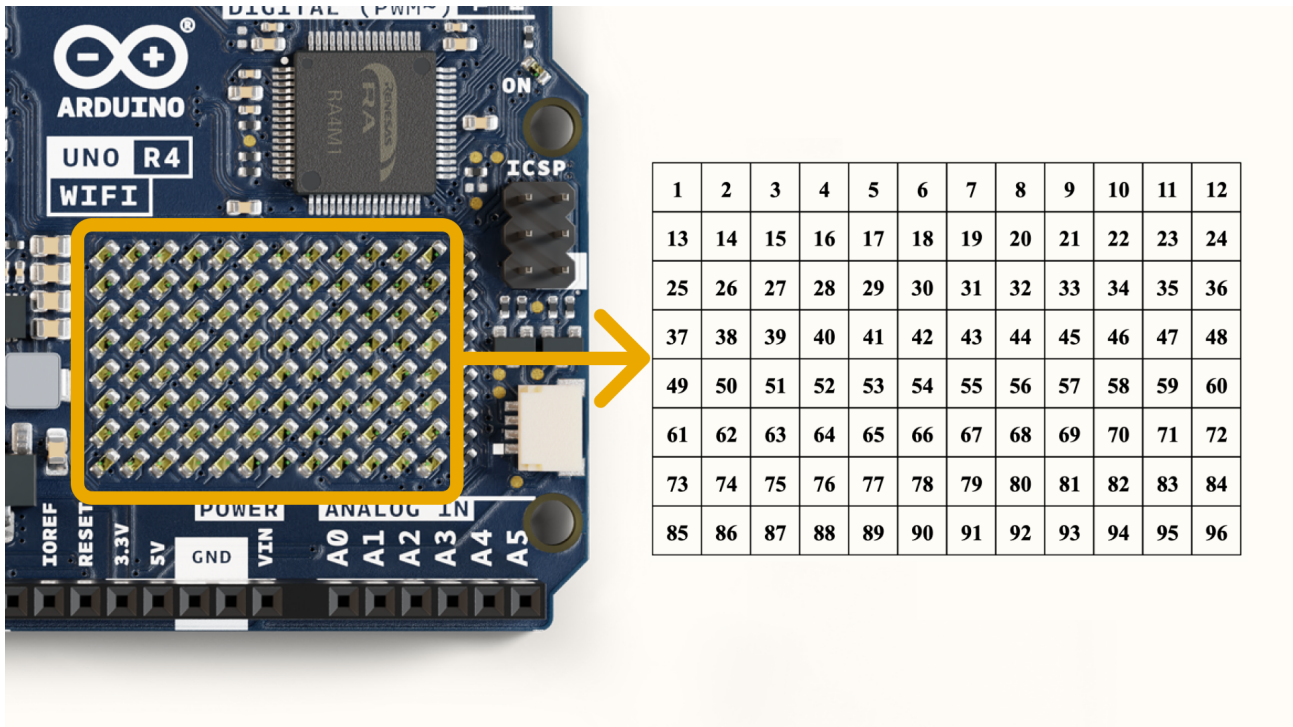 DIGITAL (PWM~)
®
ARDUINO
UNO R4
WIFI
RENESAS
RA
RA4M1
ON
ICSP
1 2 3 4 5 6 7 8 9 10 11 12
13 14 15 16 17 18 19 20 21 22 23 24
25 26 27 28 29 30 31 32 33 34 35 36
37 38 39 40 41 42 43 44 45 46 47 48
49 50 51 52 53 54 55 56 57 58 59 60
61 62 63 64 65 66 67 68 69 70 71 72
73 74 75 76 77 78 79 80 81 82 83 84
85 86 87 88 89 90 91 92 93 94 95 96
POWER ANALOG IN
IOREF RESET 3.3V 5V GND VIN A0 A1 A2 A3 A4 A5